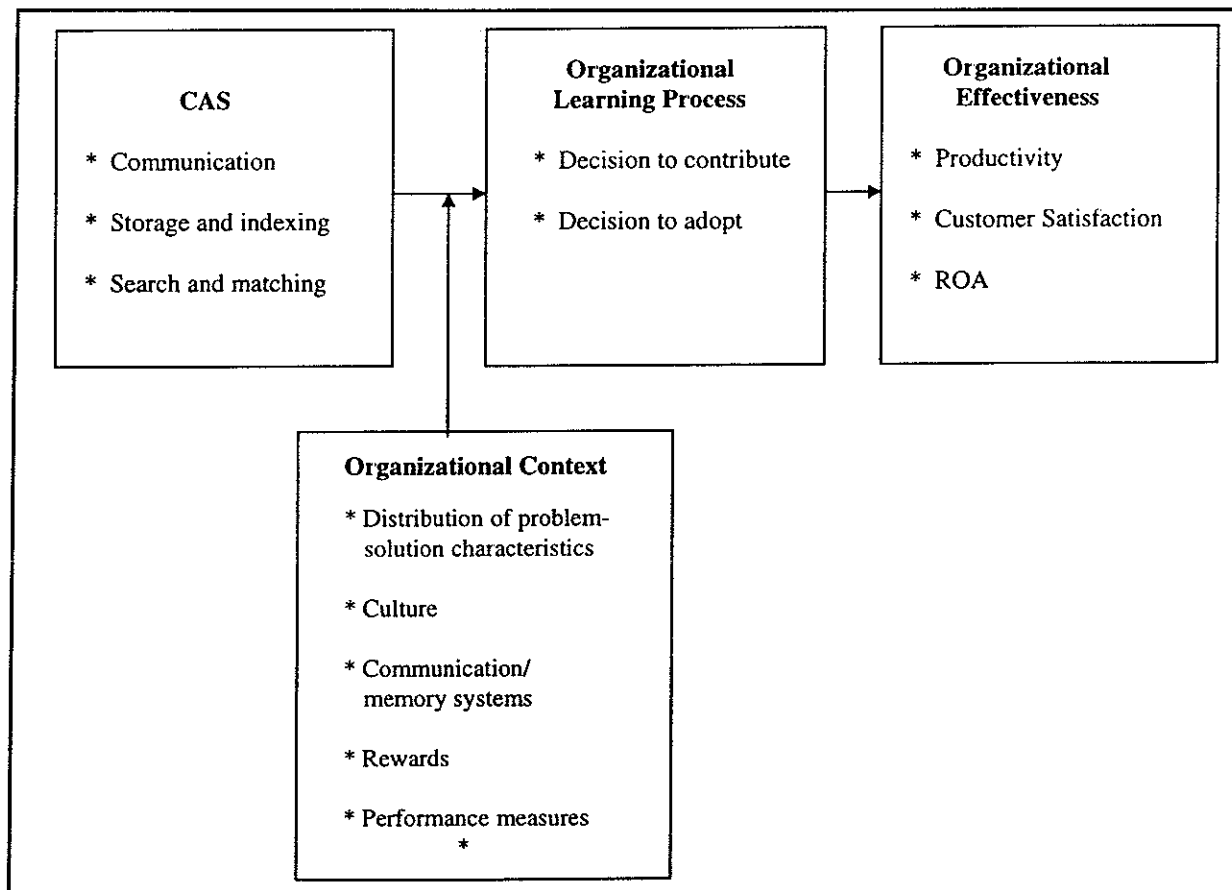 CAS
* Communication
* Storage and indexing
* Search and matching
Organizational
Learning Process
* Decision to contribute
* Decision to adopt
Organizational
Effectiveness
* Productivity
* Customer Satisfaction
* ROA
Organizational Context
* Distribution of problem-
solution characteristics
* Culture
* Communication/
memory systems
* Rewards
* Performance measures
*